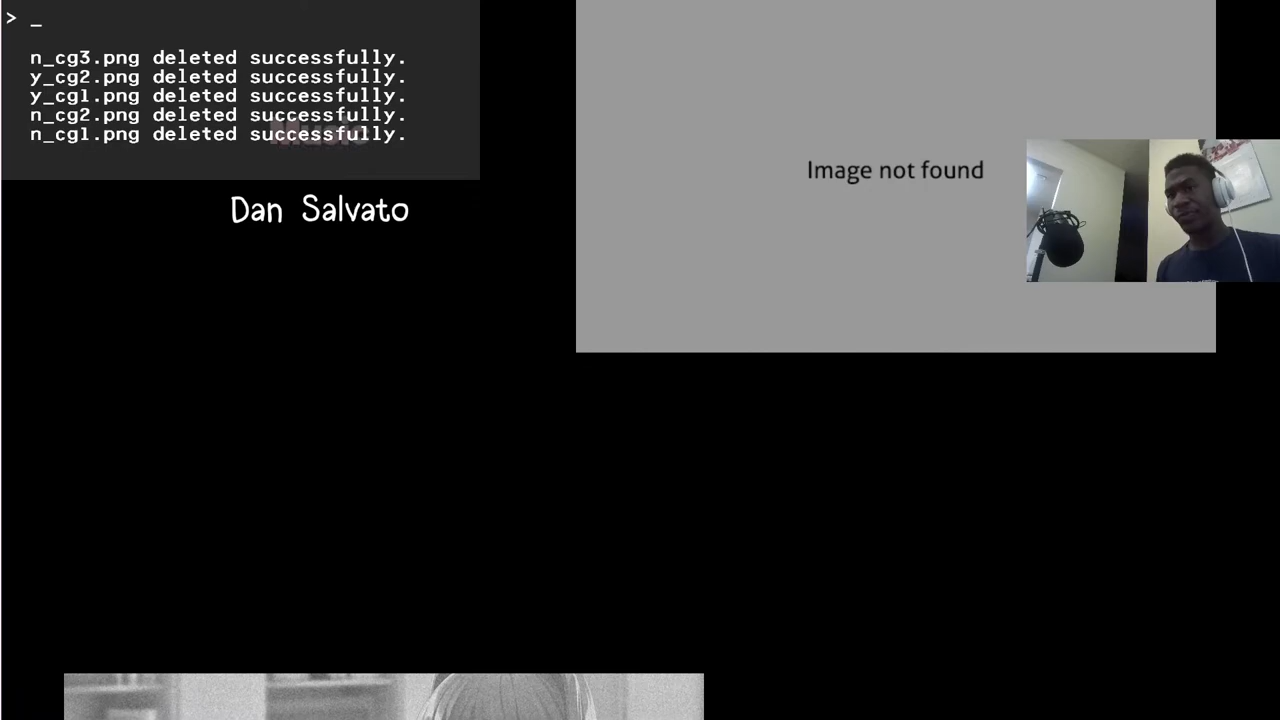 > _
n_cg3.png deleted successfully.
y_cg2.png deleted successfully.
y_cg1.png deleted successfully.
n_cg2.png deleted successfully.
n_cg1.png deleted successfully.
Music
Dan Salvato
Image not found